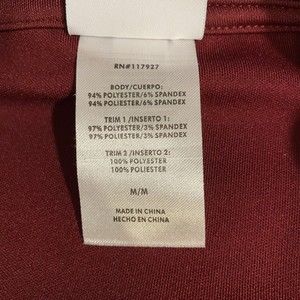 RN#117927
BODY/CUERPO:
94% POLYESTER/6% SPANDEX
94% POLIESTER/6% SPANDEX
TRIM 1 /INSERTO 1:
97% POLYESTER/3% SPANDEX
97% POLIESTER/3% SPANDEX
TRIM 2 /INSERTO 2:
100% POLYESTER
100% POLIESTER
M/M
MADE IN CHINA
HECHO EN CHINA